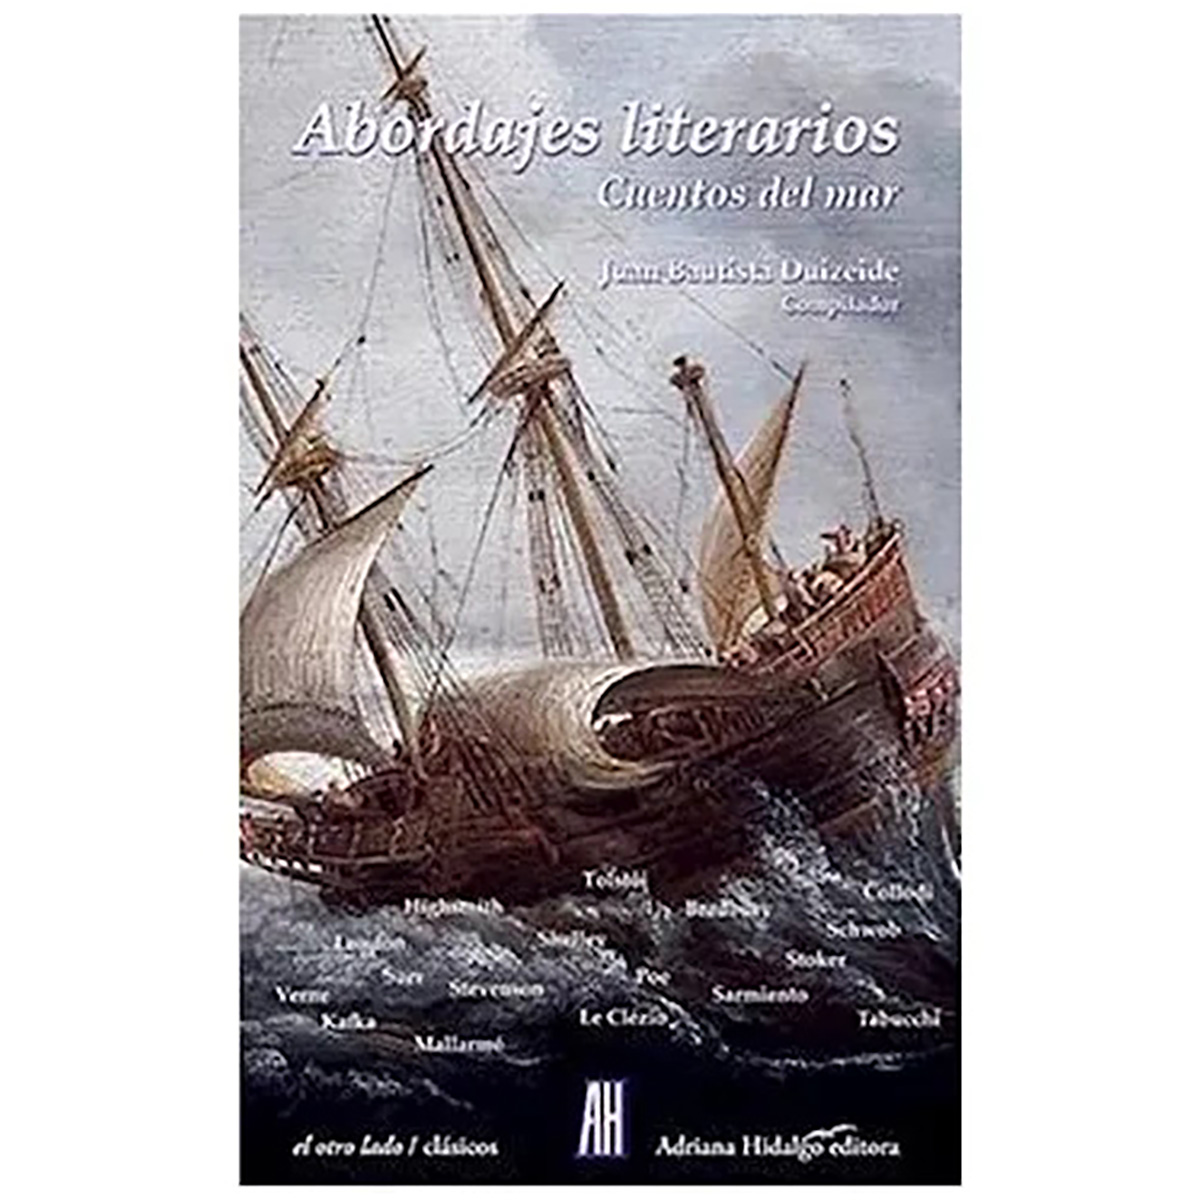 Abordajes literarios
Cuentos del mar
Juan Bautista Duizeide
Compilador
Tolstói
Collodi
Highsmith
Bradbury
Schwob
London
Shelley
Stoker
Saer
Poe
Verne
Stevenson
Sarmiento
Kafka
Le Clézio
Tabucchi
Mallarmé
AH
el otro lado / clásicos
Adriana Hidalgo editora